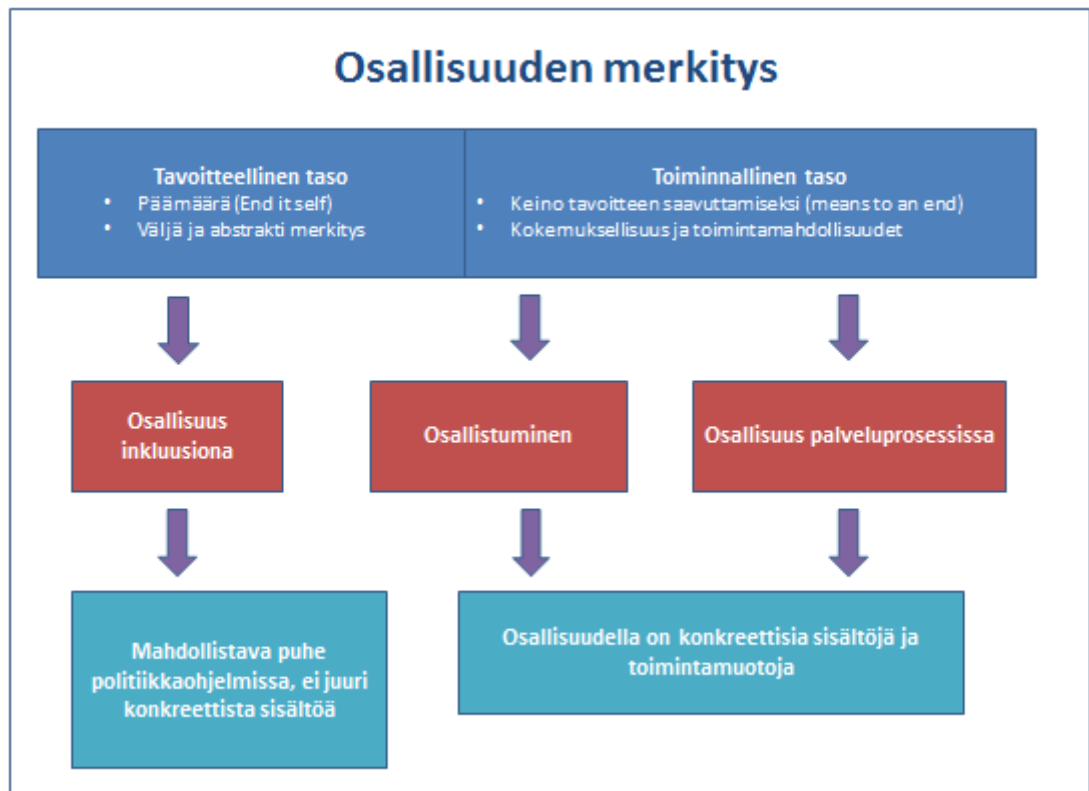 Osallisuuden merkitys
Tavoitteellinen taso
• Päämäärä (End it self)
• Väljä ja abstrakti merkitys
Toiminnallinen taso
• Keino tavoitteen saavuttamiseksi (means to an end)
• Kokemuksellisuus ja toimintamahdollisuudet
Osallisuus
inkluusiona
Osallistuminen
Osallisuus palveluprosessissa
Mahdollistava puhe
politiikkaohjelmissa, ei juuri
konkreettista sisältöä
Osallisuudella on konkreettisia sisältöjä ja
toimintamuotoja